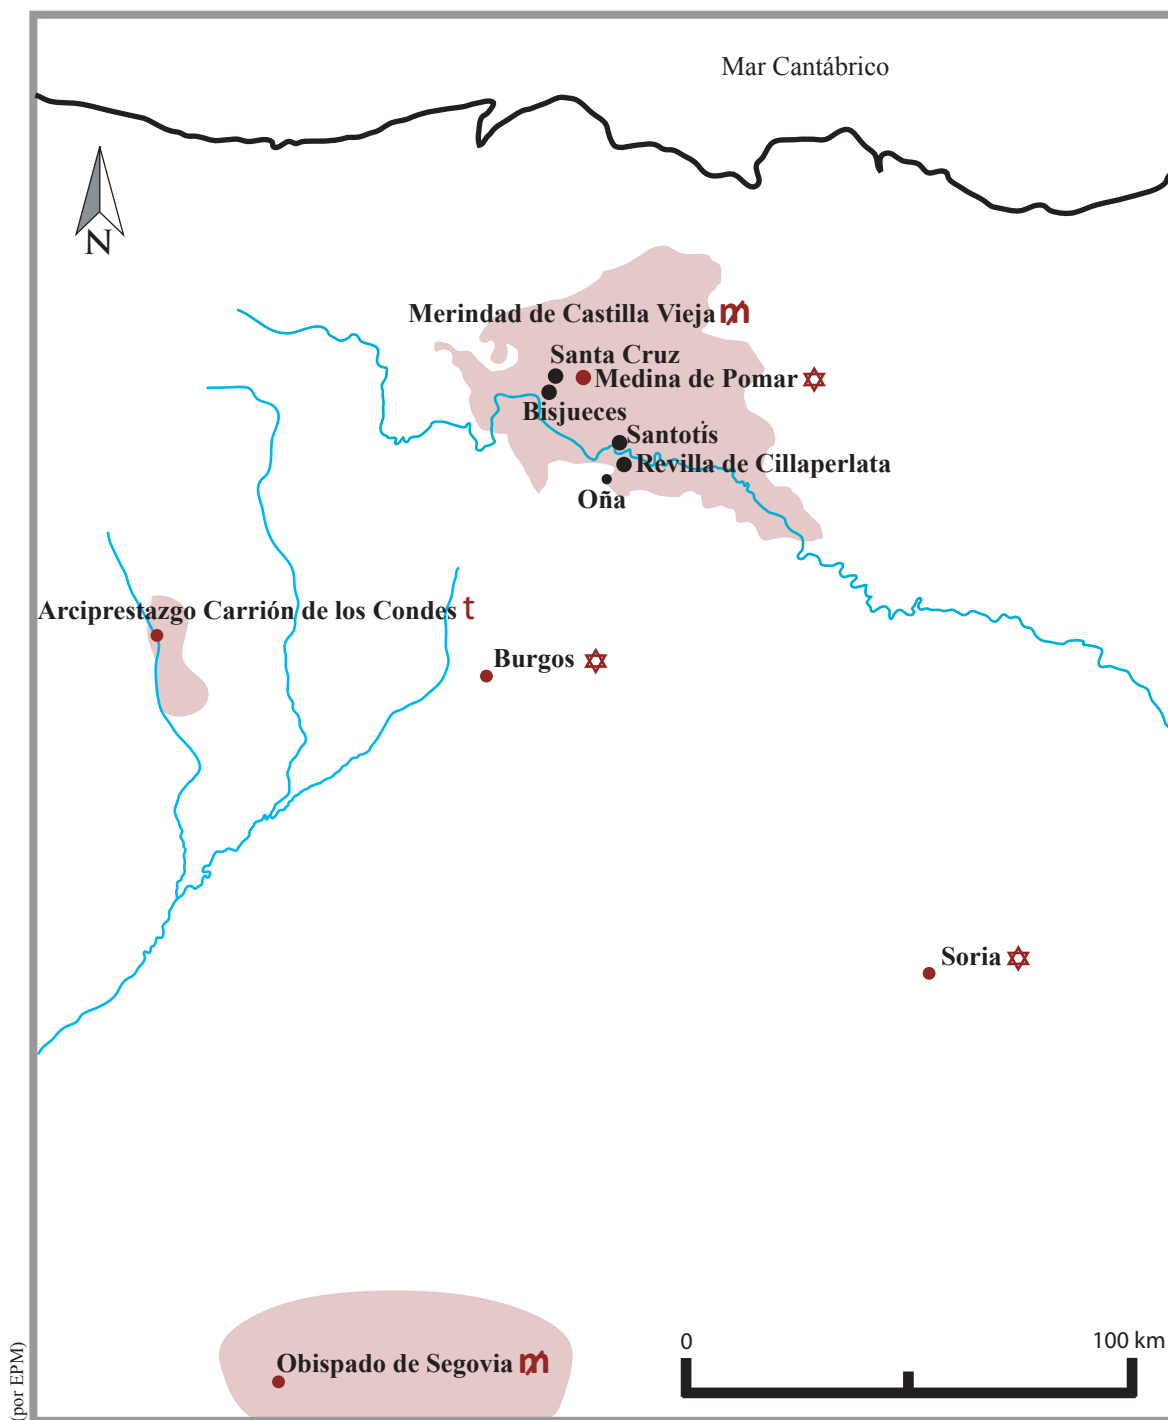 Mar Cantábrico
N
Merindad de Castilla Vieja m
Santa Cruz
Medina de Pomar ✡
Bisjueces
Santotís
Revilla de Cillaperlata
Oña
Arciprestazgo Carrión de los Condes t
Burgos ✡
Soria ✡
0 100 km
Obispado de Segovia m
(por EPM)